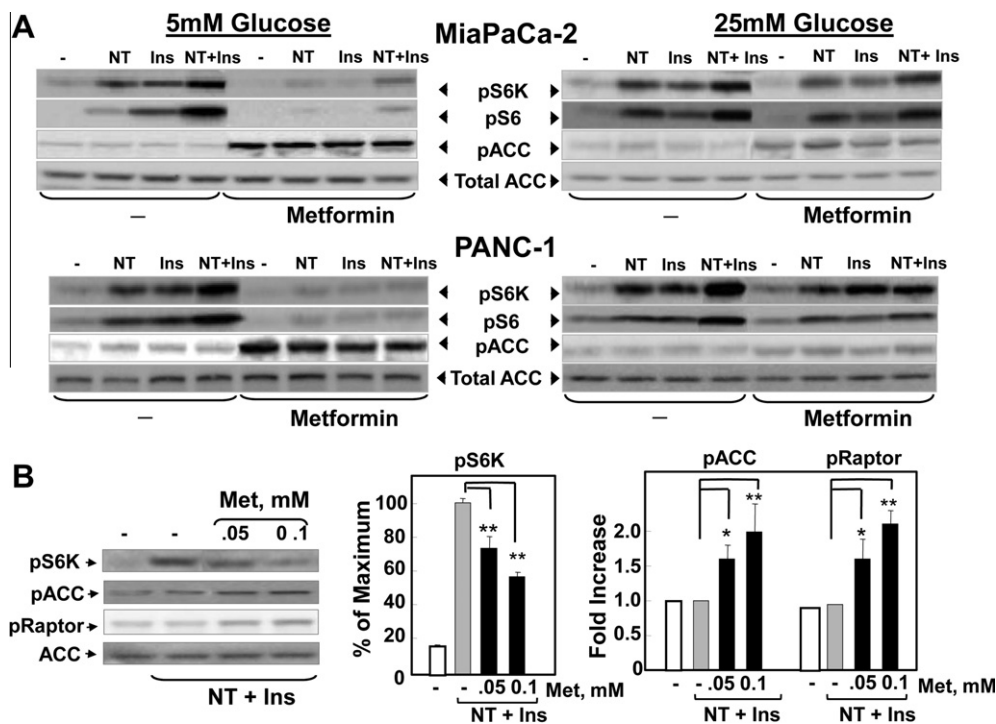 A
5mM Glucose
MiaPaCa-2
25mM Glucose
- NT Ins NT+Ins - NT Ins NT+Ins
- NT Ins NT+ Ins - NT Ins NT+ Ins
pS6K
pS6
pACC
Total ACC
– Metformin
– Metformin
PANC-1
- NT Ins NT+Ins - NT Ins NT+Ins
- NT Ins NT+Ins - NT Ins NT+Ins
pS6K
pS6
pACC
Total ACC
– Metformin
– Metformin
B
Met, mM
- - .05 0 .1
pS6K
pACC
pRaptor
ACC
NT + Ins
pS6K
% of Maximum
100
80
60
40
20
**
**
- - .05 0.1 Met, mM
NT + Ins
pACC
pRaptor
Fold Increase
2.0
1.5
1.0
0.5
0
* **
* **
- - .05 0.1 - - .05 0.1 Met, mM
NT + Ins NT + Ins